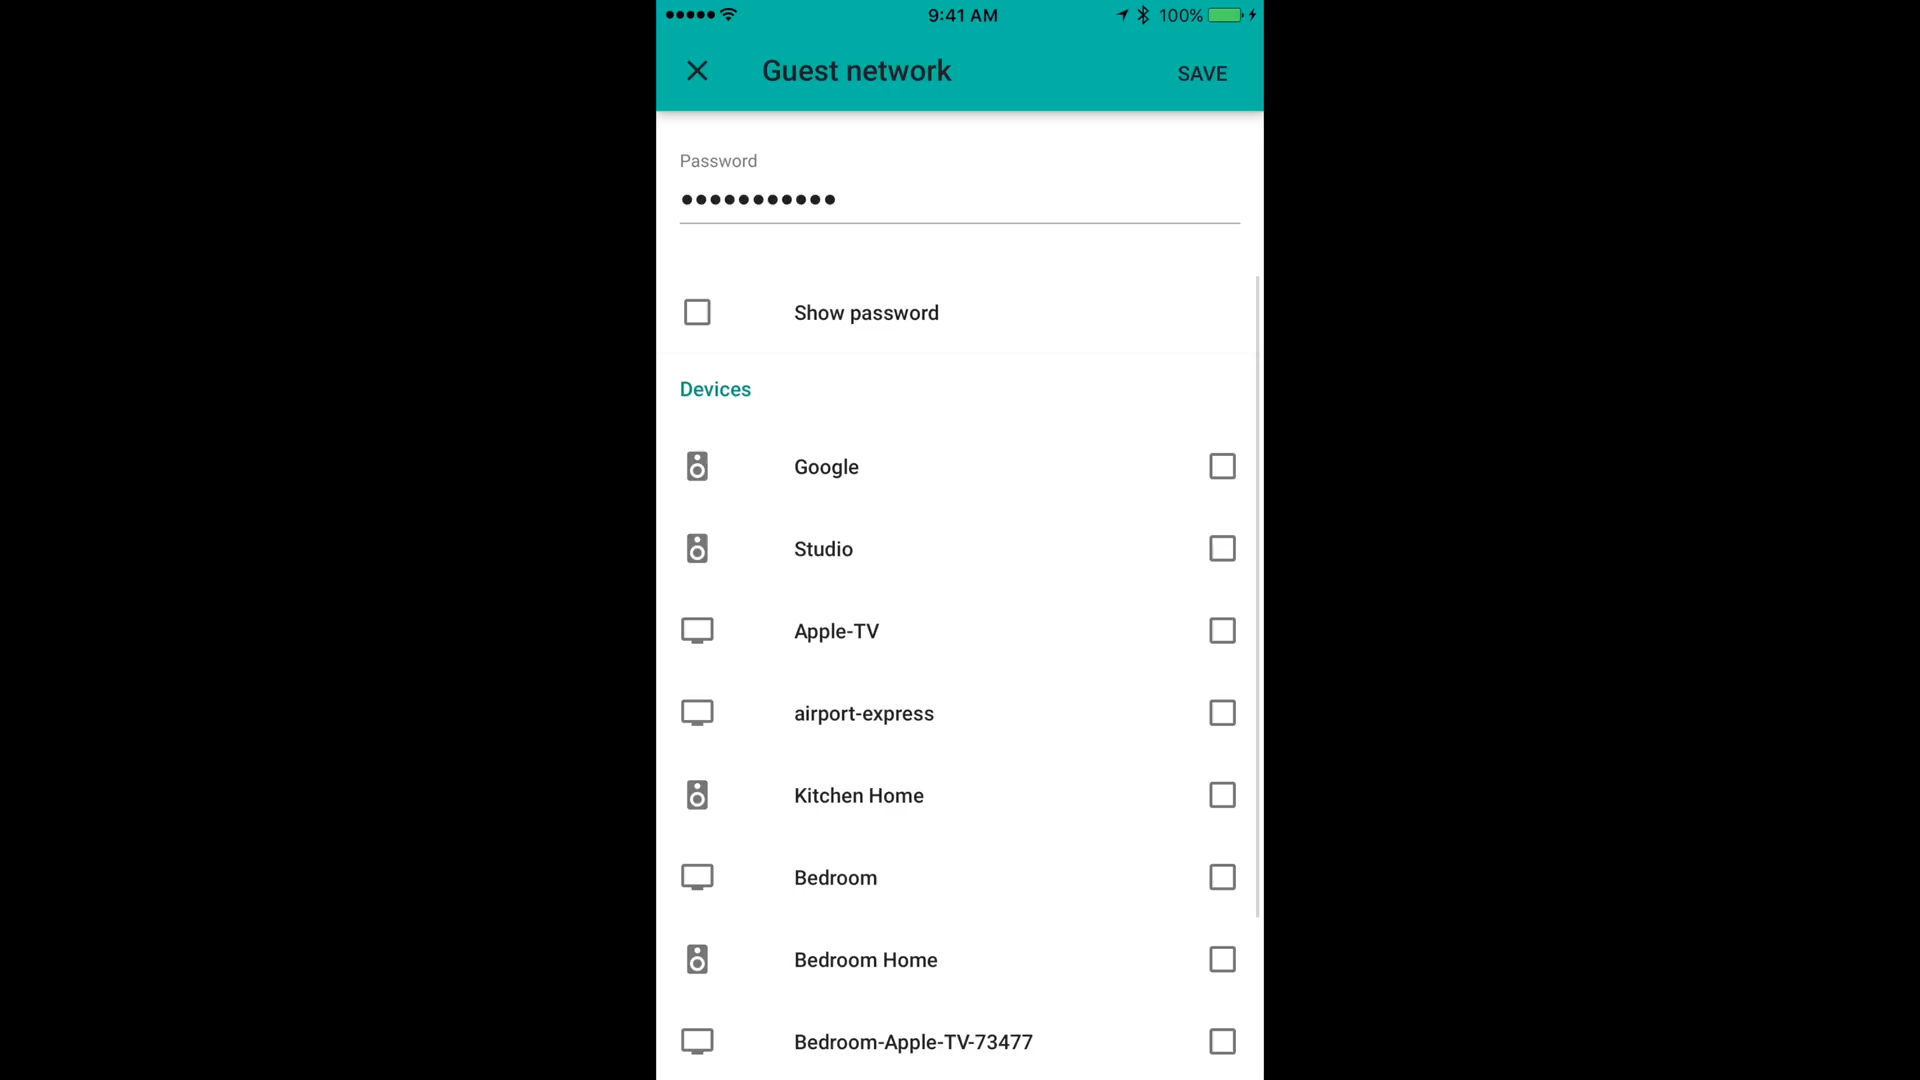 9:41 AM
100%
Guest network
SAVE
Password
•••••••••••
Show password
Devices
Google
Studio
Apple-TV
airport-express
Kitchen Home
Bedroom
Bedroom Home
Bedroom-Apple-TV-73477